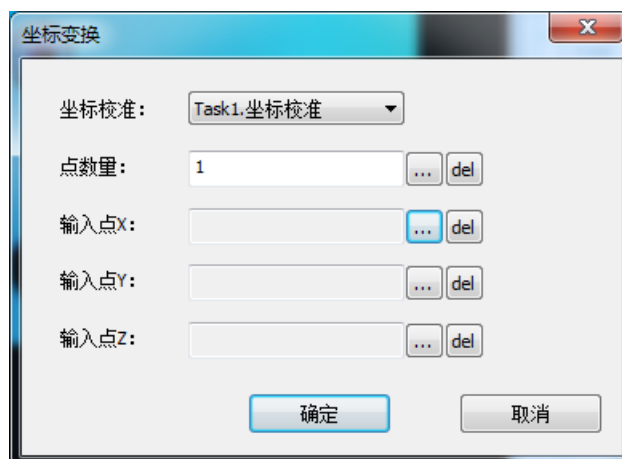 坐标变换
坐标校准： Task1.坐标校准
点数量： 1 ... del
输入点X： ... del
输入点Y： ... del
输入点Z： ... del
确定 取消